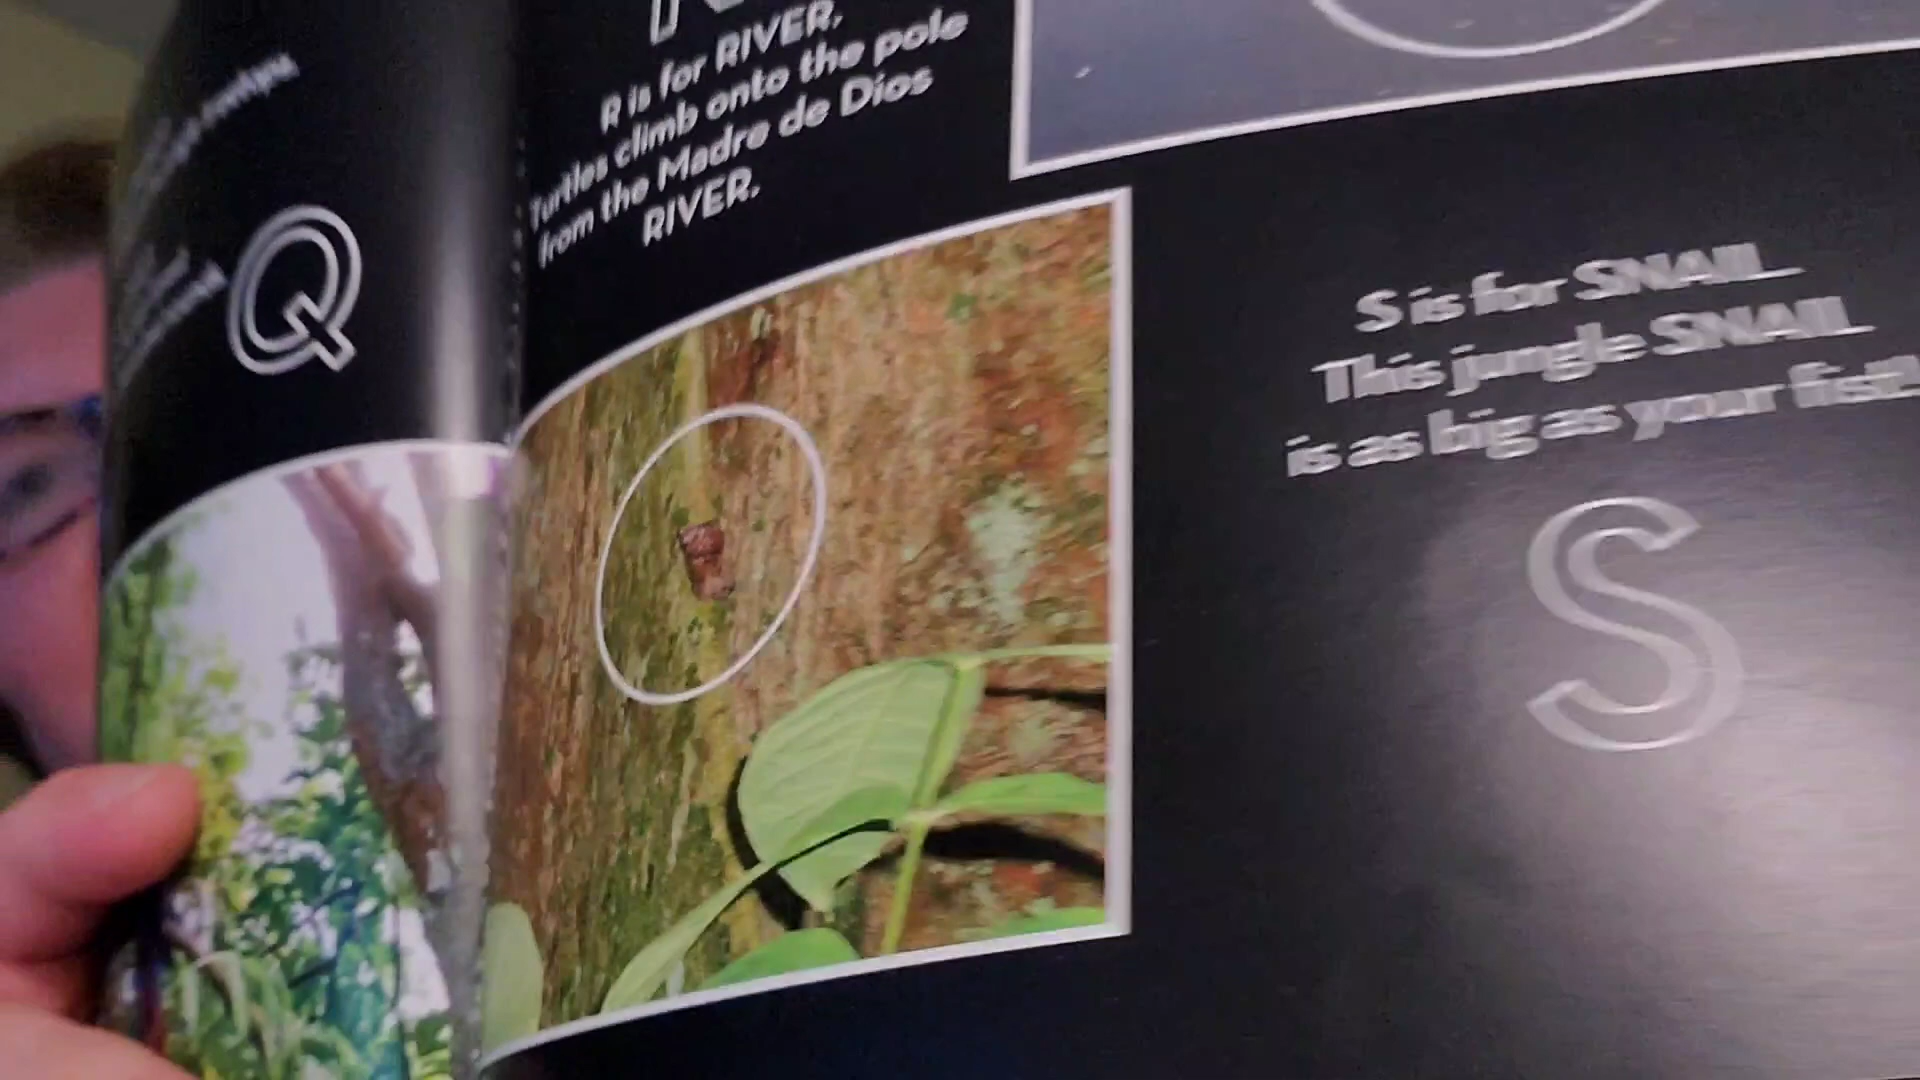 Q
R is for RIVER.
Turtles climb onto the pole
from the Madre de Dios
RIVER.
S is for SNAIL
This jungle SNAIL
is as big as your fist!
S